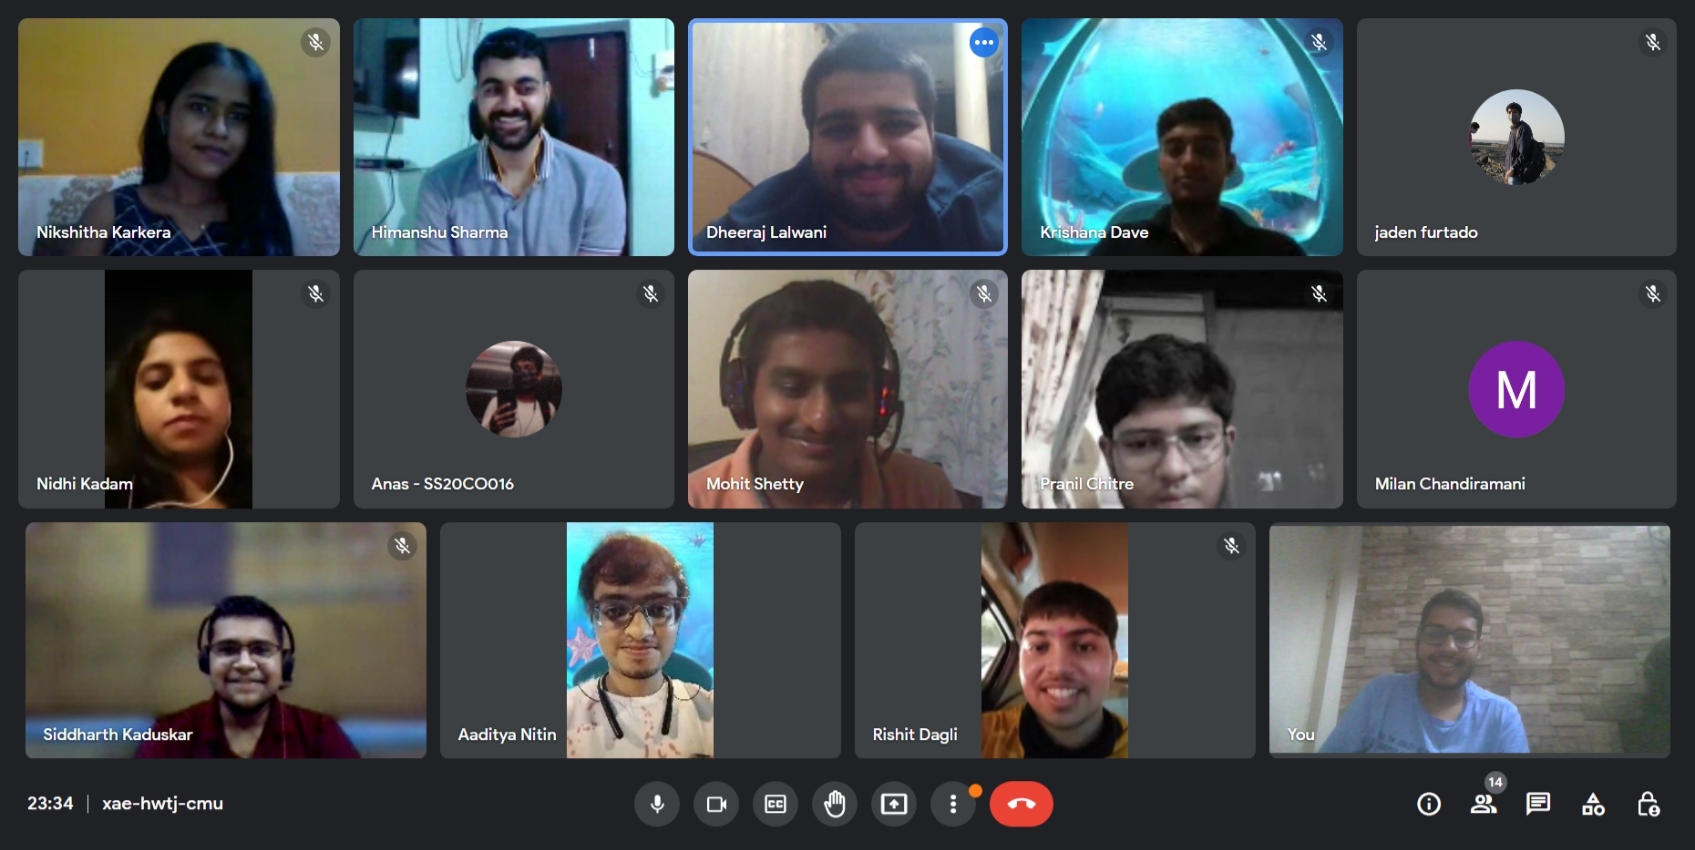 Nikshitha Karkera
Himanshu Sharma
Dheeraj Lalwani
Krishana Dave
jaden furtado
Nidhi Kadam
Anas - SS20CO016
Mohit Shetty
Pranil Chitre
M
Milan Chandiramani
Siddharth Kaduskar
Aaditya Nitin
Rishit Dagli
You
23:34 | xae-hwtj-cmu
CC
14